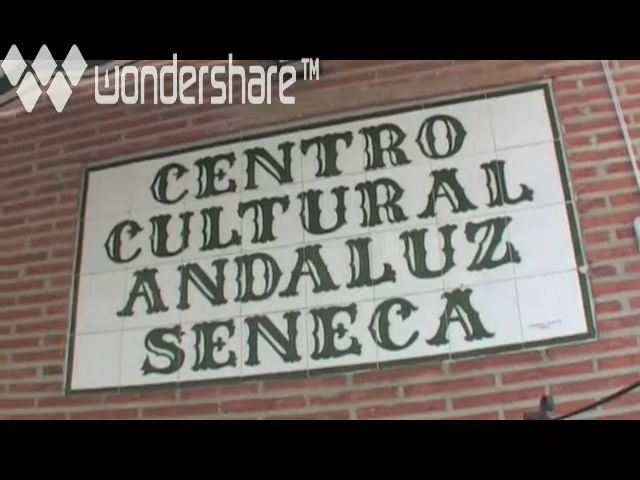 wondershare™
CENTRO
CULTURAL
ANDALUZ
SENECA